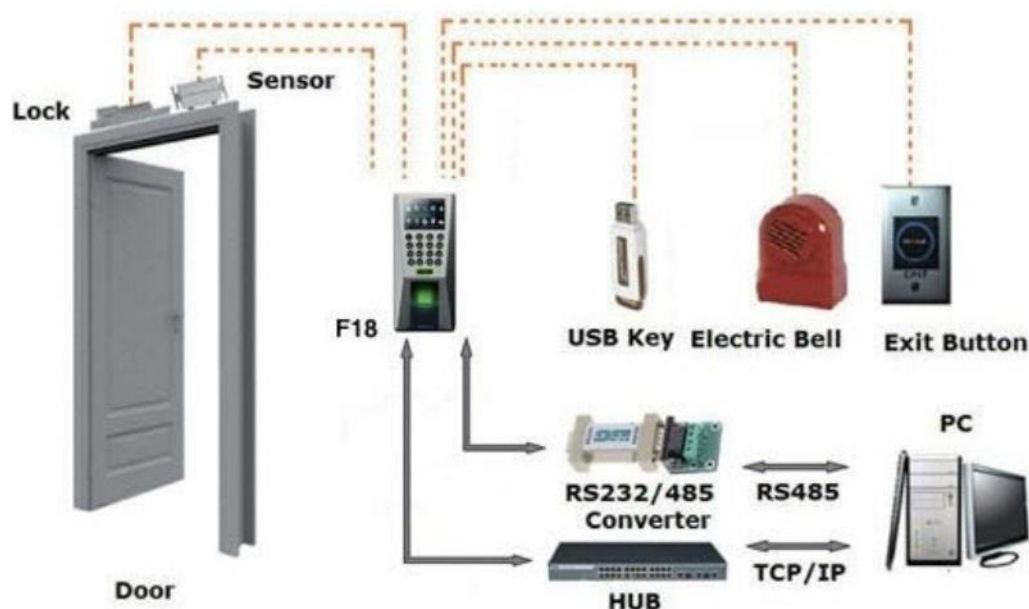 Sensor
Lock
F18
USB Key
Electric Bell
Exit Button
PC
RS232/485
Converter
RS485
TCP/IP
HUB
Door